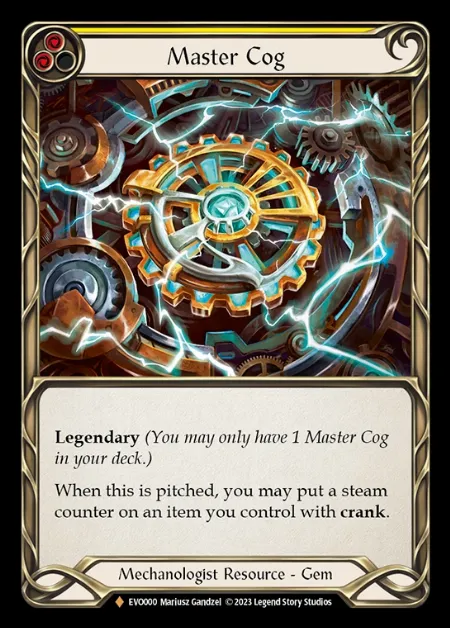 Master Cog
Legendary (You may only have 1 Master Cog
in your deck.)
When this is pitched, you may put a steam
counter on an item you control with crank.
Mechanologist Resource - Gem
EVO000 Mariusz Gandzel ©2023 Legend Story Studios